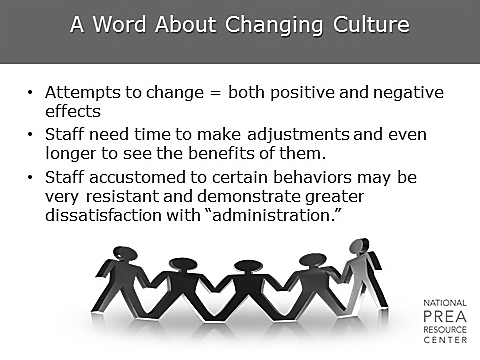 A Word About Changing Culture
• Attempts to change = both positive and negative
effects
• Staff need time to make adjustments and even
longer to see the benefits of them.
• Staff accustomed to certain behaviors may be
very resistant and demonstrate greater
dissatisfaction with “administration.”
NATIONAL
PREA
RESOURCE
CENTER